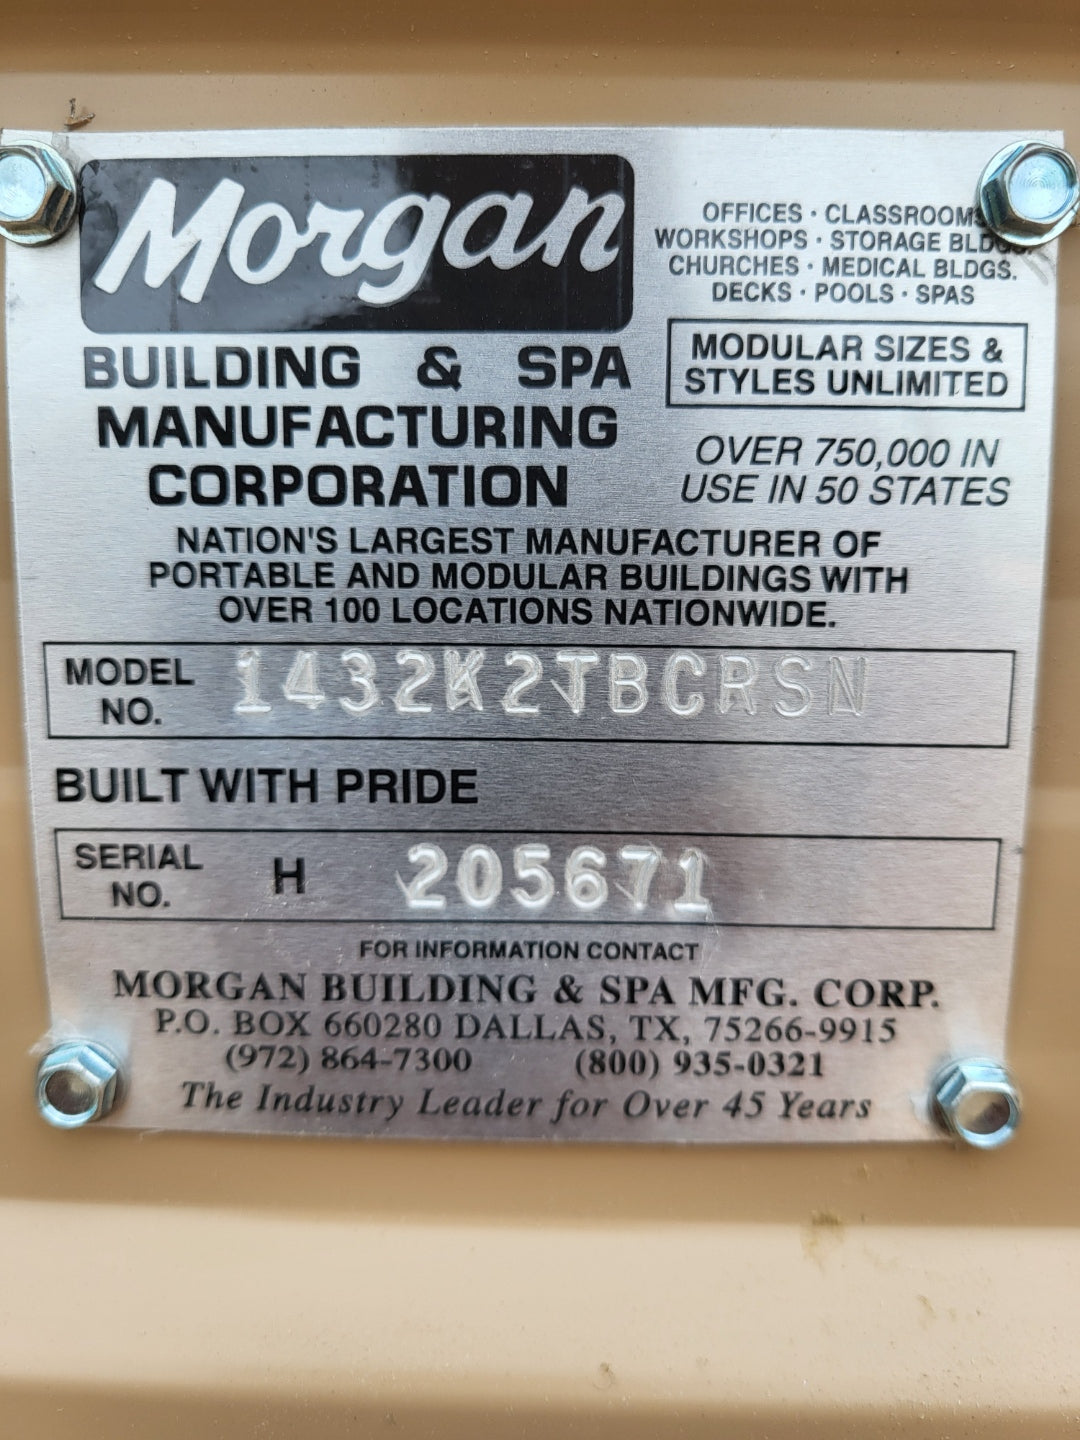 Morgan
BUILDING & SPA
MANUFACTURING
CORPORATION
OFFICES · CLASSROOMS
WORKSHOPS · STORAGE BLDGS.
CHURCHES · MEDICAL BLDGS.
DECKS · POOLS · SPAS
MODULAR SIZES &
STYLES UNLIMITED
OVER 750,000 IN
USE IN 50 STATES
NATION'S LARGEST MANUFACTURER OF
PORTABLE AND MODULAR BUILDINGS WITH
OVER 100 LOCATIONS NATIONWIDE.
MODEL NO. 1432K2TBCRSN
BUILT WITH PRIDE
SERIAL NO. H 205671
FOR INFORMATION CONTACT
MORGAN BUILDING & SPA MFG. CORP.
P.O. BOX 660280 DALLAS, TX, 75266-9915
(972) 864-7300 (800) 935-0321
The Industry Leader for Over 45 Years